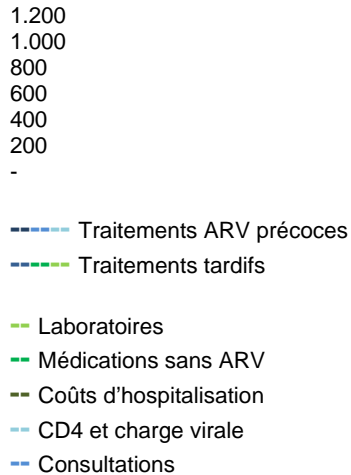 1.200
1.000
800
600
400
200
-
Traitements ARV précoces
Traitements tardifs
Laboratoires
Médications sans ARV
Coûts d'hospitalisation
CD4 et charge virale
Consultations